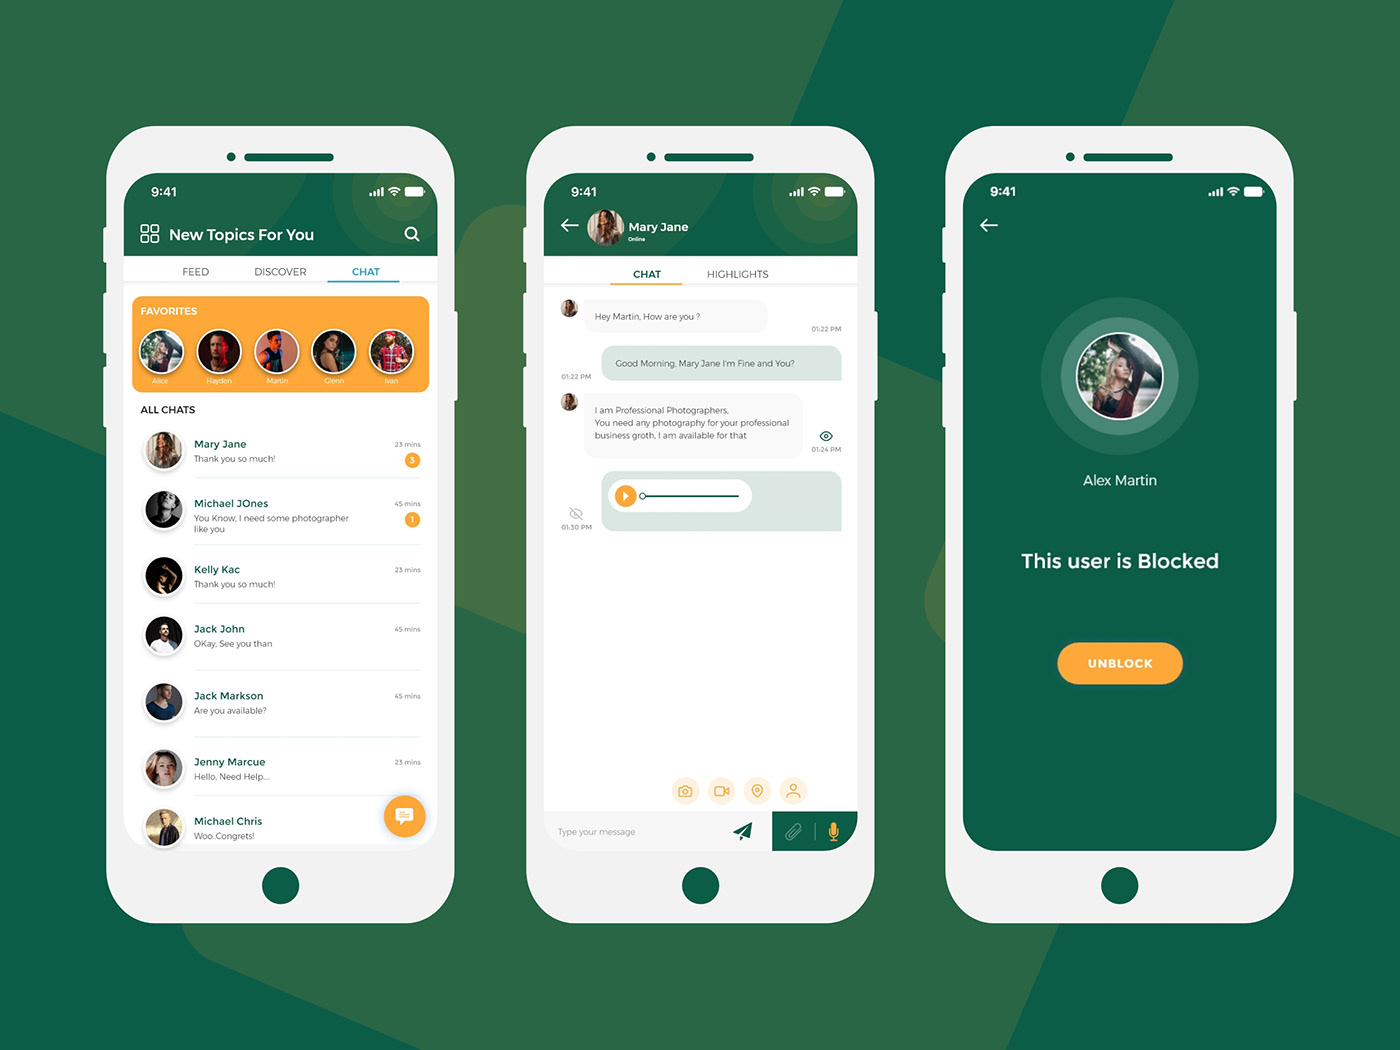 9:41
New Topics For You
FEED DISCOVER CHAT
FAVORITES
Alice Hayden Martin Glenn Ivan
ALL CHATS
Mary Jane 23 mins
Thank you so much! 3
Michael JOnes 45 mins
You Know, I need some photographer 1
like you
Kelly Kac 23 mins
Thank you so much!
Jack John 45 mins
OKay, See you than
Jack Markson 45 mins
Are you available?
Jenny Marcue 23 mins
Hello, Need Help...
Michael Chris
Woo..Congrets!
9:41
Mary Jane
Online
CHAT HIGHLIGHTS
Hey Martin, How are you ?
01:22 PM
Good Morning, Mary Jane I'm Fine and You?
01:22 PM
I am Professional Photographers,
You need any photography for your professional
business groth, I am available for that
01:24 PM
01:30 PM
Type your message
9:41
Alex Martin
This user is Blocked
UNBLOCK